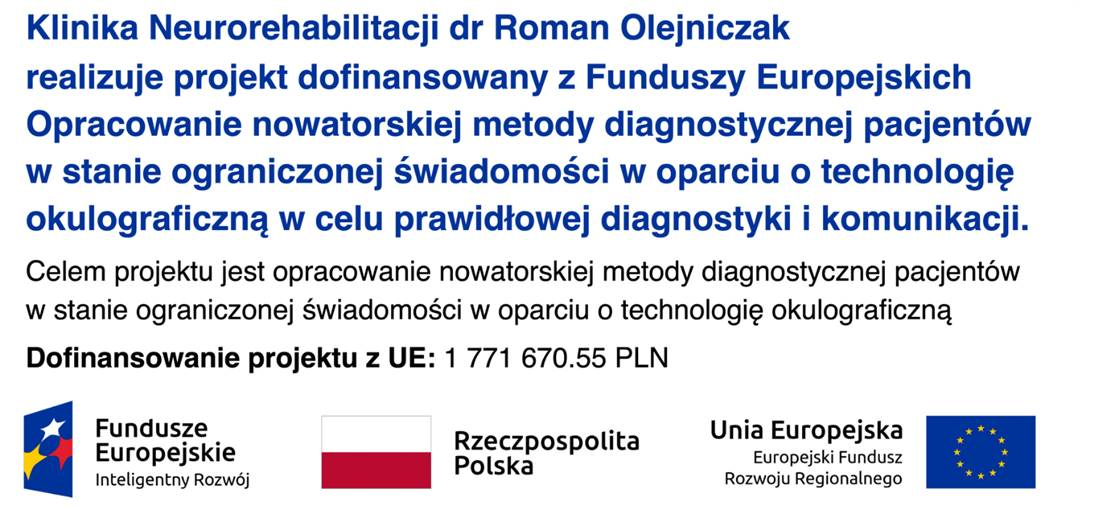 Klinika Neurorehabilitacji dr Roman Olejniczak
realizuje projekt dofinansowany z Funduszy Europejskich
Opracowanie nowatorskiej metody diagnostycznej pacjentów
w stanie ograniczonej świadomości w oparciu o technologię
okulograficzną w celu prawidłowej diagnostyki i komunikacji.
Celem projektu jest opracowanie nowatorskiej metody diagnostycznej pacjentów
w stanie ograniczonej świadomości w oparciu o technologię okulograficzną
Dofinansowanie projektu z UE: 1 771 670.55 PLN
Fundusze
Europejskie
Inteligentny Rozwój
Rzeczpospolita
Polska
Unia Europejska
Europejski Fundusz
Rozwoju Regionalnego